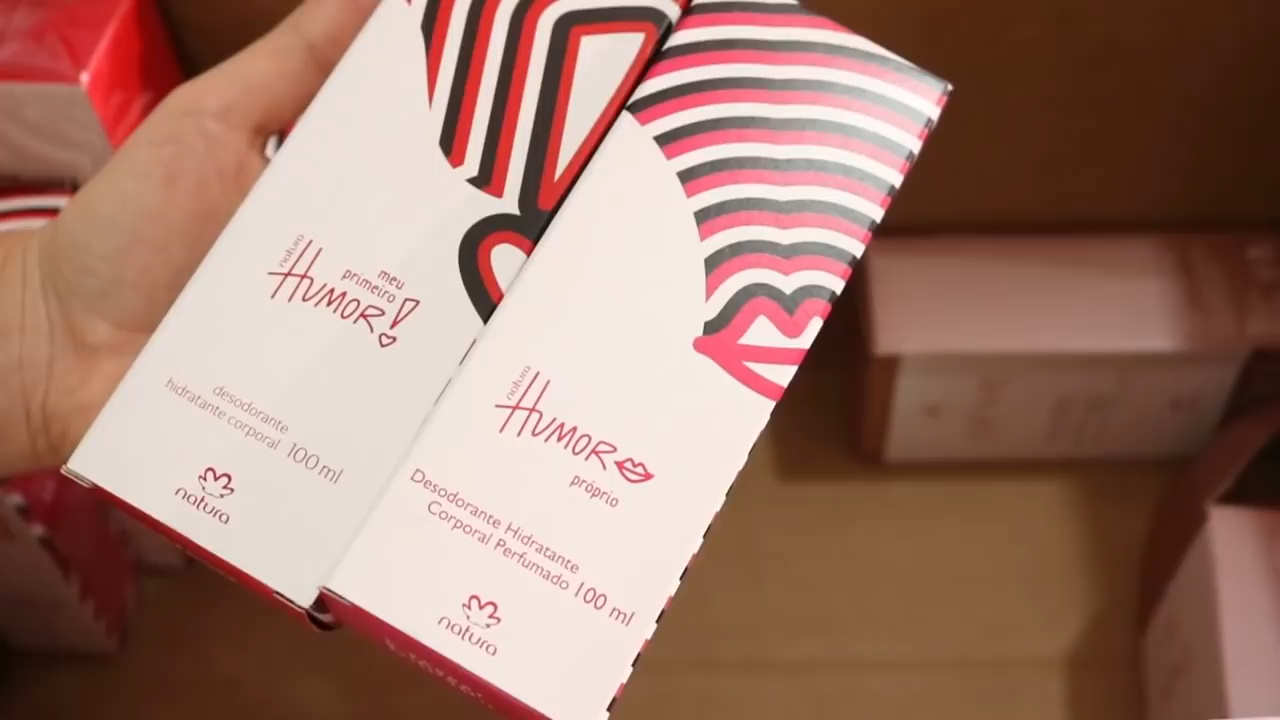 natura
meu
primeiro
HUMOR!
desodorante
hidratante corporal 100 ml
natura
natura
HUMOR
próprio
Desodorante Hidratante
Corporal Perfumado 100 ml
natura